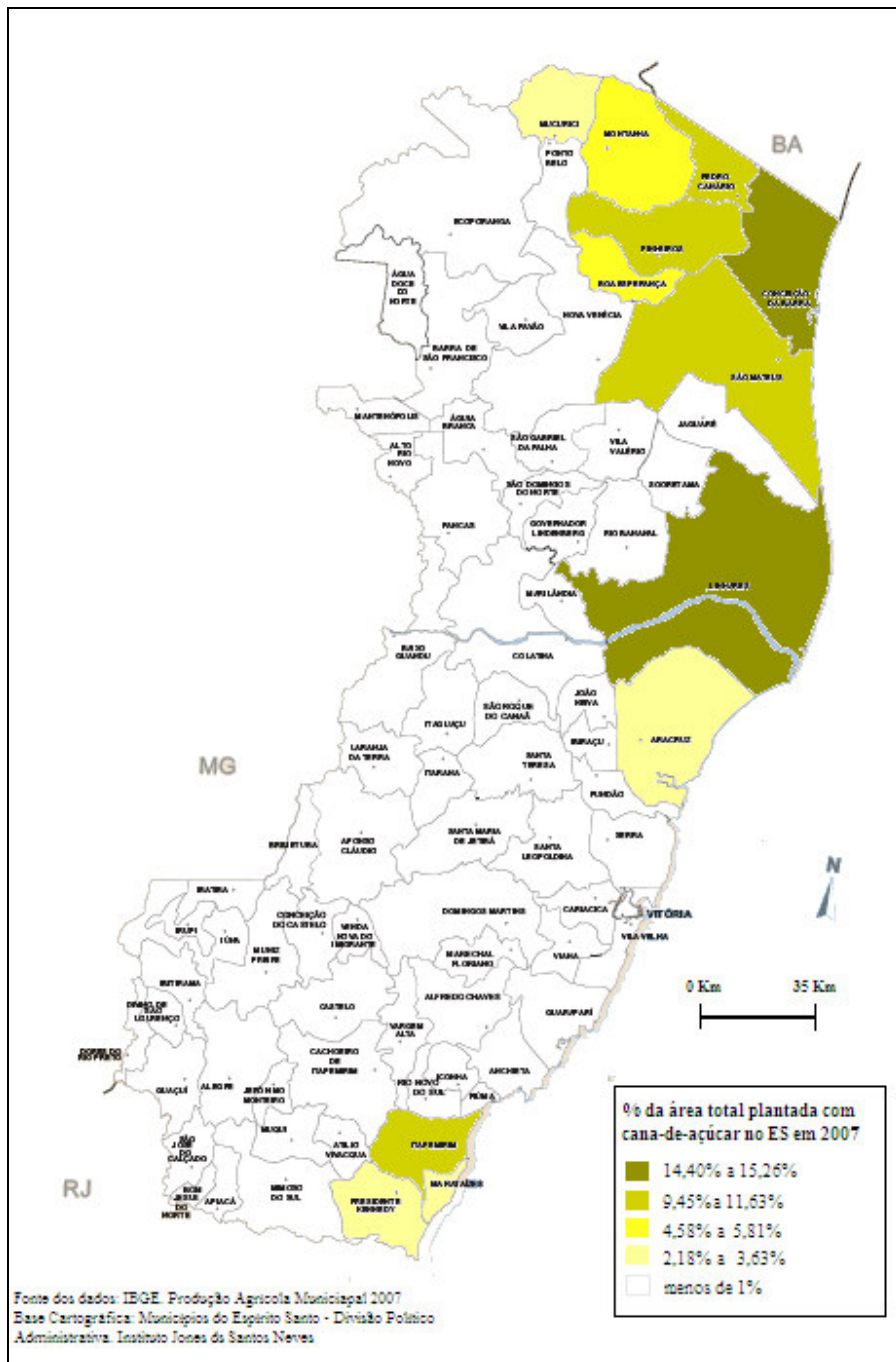 MUCURICI
MONTANHA
BA
PONTO
BELO
PEDRO
CANÁRIO
ECOPORANGA
PINHEIROS
ÁGUA
DOCE DO
NORTE
BOA ESPERANÇA
CONCEIÇÃO
DA BARRA
VILA PAVÃO
NOVA VENÉCIA
BARRA DE
SÃO FRANCISCO
SÃO MATEUS
MANTENÓPOLIS
ÁGUIA
BRANCA
JAGUARÉ
ALTO
RIO
NOVO
SÃO GABRIEL
DA PALHA
VILA
VALÉRIO
SÃO DOMINGOS
DO NORTE
SOORETAMA
PANCAS
GOVERNADOR
LINDENBERG
RIO BANANAL
MARILÂNDIA
LINHARES
BAIXO
GUANDU
COLATINA
JOÃO
NEIVA
SÃO ROQUE
DO CANAÃ
ITAGUAÇU
IBIRAÇU
ARACRUZ
LARANJA
DA TERRA
MG
ITARANA
SANTA
TERESA
FUNDÃO
BREJETUBA
AFONSO
CLÁUDIO
SANTA MARIA
DE JETIBÁ
SANTA
LEOPOLDINA
SERRA
N
IBATIBA
CONCEIÇÃO
DO CASTELO
VENDA
NOVA DO
IMIGRANTE
DOMINGOS MARTINS
CARIACICA
VITÓRIA
VILA VELHA
IRUPI
IÚNA
MUNIZ
FREIRE
MARECHAL
FLORIANO
VIANA
IBITIRAMA
0 Km 35 Km
DIVINO DE
SÃO
LOURENÇO
CASTELO
ALFREDO CHAVES
GUARAPARÍ
VARGEM
ALTA
DORES DO
RIO PRETO
CACHOEIRO
DE
ITAPEMIRIM
GUAÇUÍ
ALEGRE
JERÔNIMO
MONTEIRO
RIO NOVO
DO SUL
ICONHA
ANCHIETA
PIÚMA
MUQUI
ATILIO
VIVACQUA
ITAPEMIRIM
SÃO
JOSÉ
DO
CALÇADO
RJ
BOM
JESUS DO
NORTE
APIACÁ
MIMOSO
DO SUL
PRESIDENTE
KENNEDY
MARATAÍZES
% da área total plantada com
cana-de-açúcar no ES em 2007
14,40% a 15,26%
9,45% a 11,63%
4,58% a 5,81%
2,18% a 3,63%
menos de 1%
Fonte dos dados: IBGE. Produção Agrícola Municiapal 2007
Base Cartográfica: Municípios do Espírito Santo - Divisão Político
Administrativa. Instituto Jones ds Santos Neves